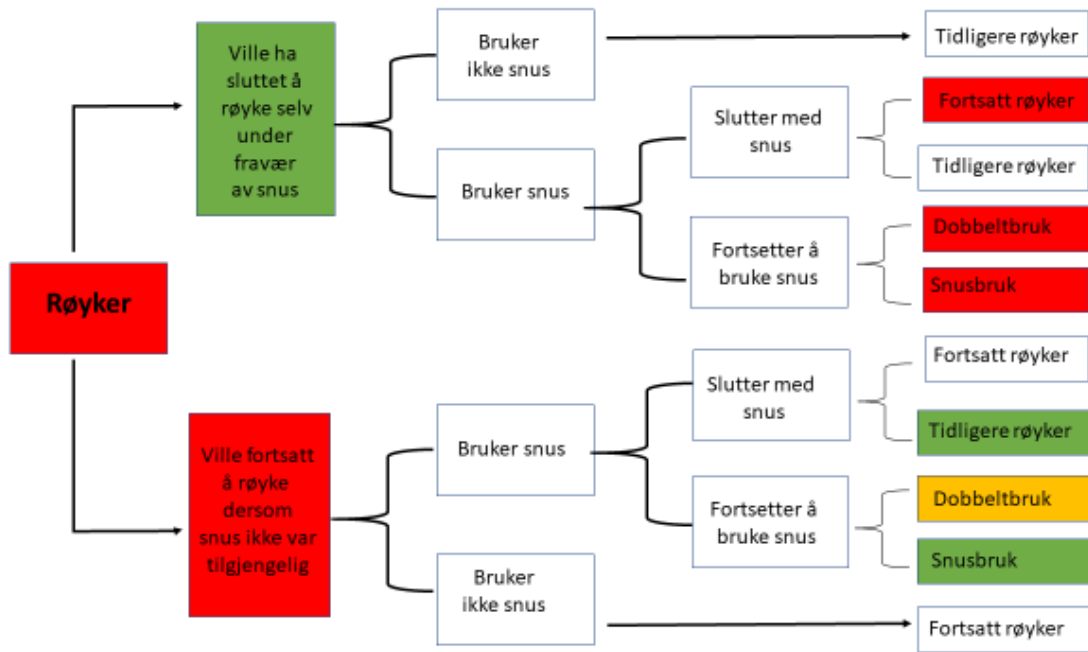 Røyker
Ville ha
sluttet å
røyke selv
under
fravær
av snus
Bruker
ikke snus
Tidligere røyker
Bruker snus
Slutter med
snus
Fortsatt røyker
Tidligere røyker
Fortsetter å
bruke snus
Dobbeltbruk
Snusbruk
Ville fortsatt
å røyke
dersom
snus ikke var
tilgjengelig
Bruker snus
Slutter med
snus
Fortsatt røyker
Tidligere røyker
Fortsetter å
bruke snus
Dobbeltbruk
Snusbruk
Bruker
ikke snus
Fortsatt røyker